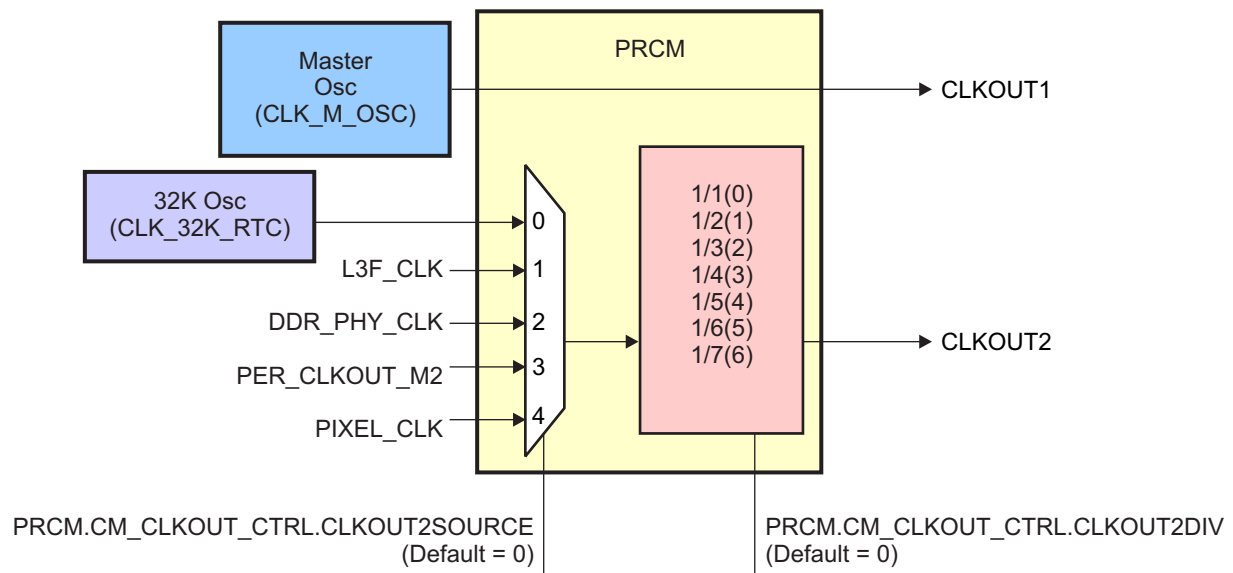 Master
Osc
(CLK_M_OSC)
PRCM
CLKOUT1
32K Osc
(CLK_32K_RTC)
0
L3F_CLK
1
DDR_PHY_CLK
2
PER_CLKOUT_M2
3
PIXEL_CLK
4
1/1(0)
1/2(1)
1/3(2)
1/4(3)
1/5(4)
1/6(5)
1/7(6)
CLKOUT2
PRCM.CM_CLKOUT_CTRL.CLKOUT2SOURCE
(Default = 0)
PRCM.CM_CLKOUT_CTRL.CLKOUT2DIV
(Default = 0)